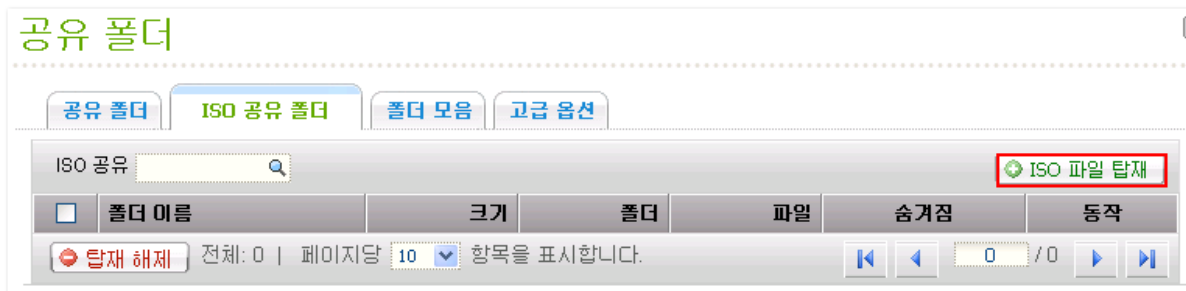 공유 폴더
공유 폴더 ISO 공유 폴더 폴더 모음 고급 옵션
ISO 공유 ISO 파일 탑재
폴더 이름 크기 폴더 파일 숨겨짐 동작
탑재 해제 전체: 0 | 페이지당 10 항목을 표시합니다. 0 / 0